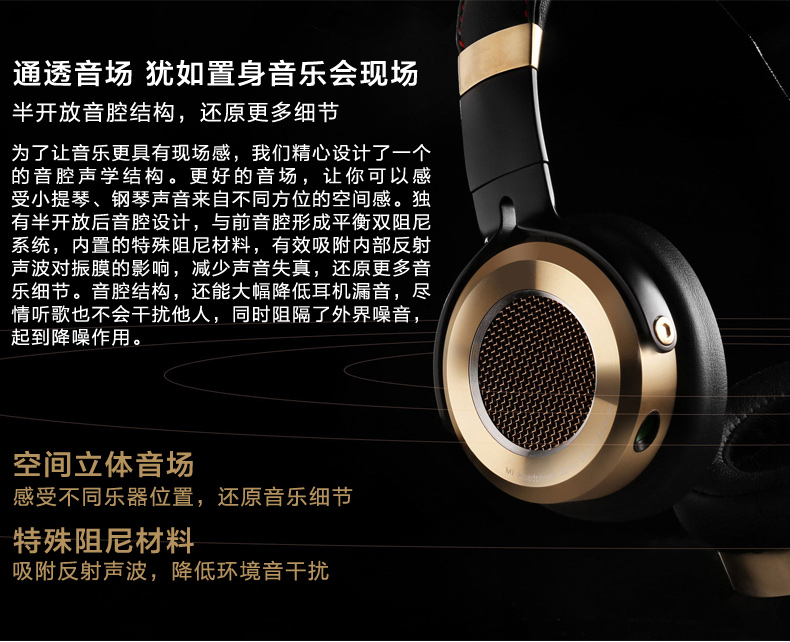 通透音场 犹如置身音乐会现场
半开放音腔结构，还原更多细节
为了让音乐更具有现场感，我们精心设计了一个
的音腔声学结构。更好的音场，让你可以感
受小提琴、钢琴声音来自不同方位的空间感。独
有半开放后音腔设计，与前音腔形成平衡双阻尼
系统，内置的特殊阻尼材料，有效吸附内部反射
声波对振膜的影响，减少声音失真，还原更多音
乐细节。音腔结构，还能大幅降低耳机漏音，尽
情听歌也不会干扰他人，同时阻隔了外界噪音，
起到降噪作用。
空间立体音场
感受不同乐器位置，还原音乐细节
特殊阻尼材料
吸附反射声波，降低环境音干扰